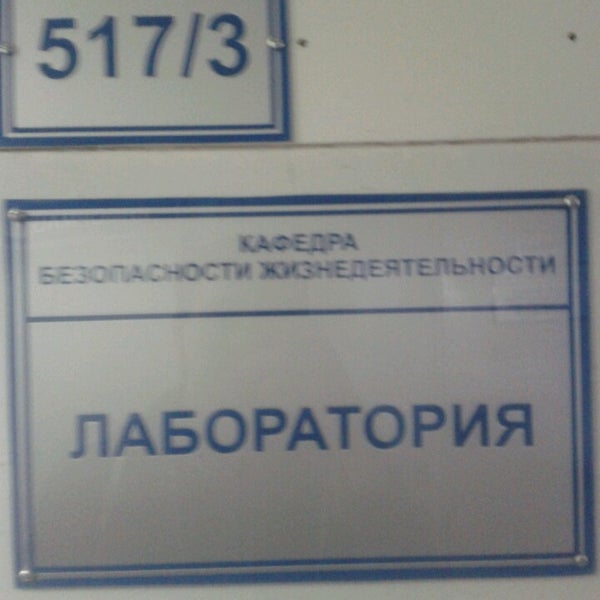 517/3
КАФЕДРА
БЕЗОПАСНОСТИ ЖИЗНЕДЕЯТЕЛЬНОСТИ
ЛАБОРАТОРИЯ